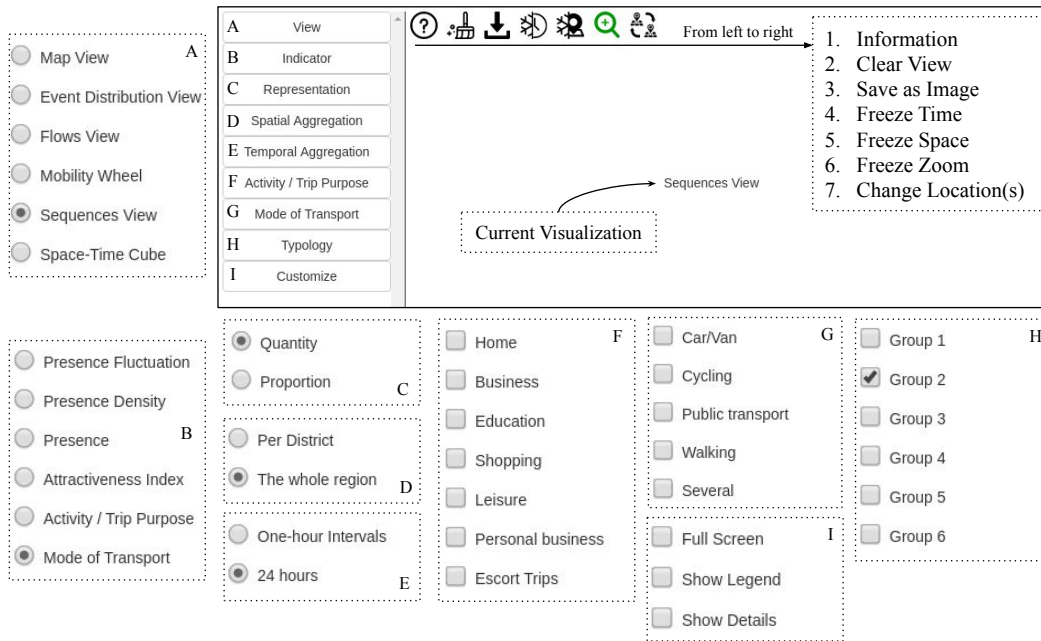 A
Map View
Event Distribution View
Flows View
Mobility Wheel
Sequences View
Space-Time Cube
A View
B Indicator
C Representation
D Spatial Aggregation
E Temporal Aggregation
F Activity / Trip Purpose
G Mode of Transport
H Typology
I Customize
?
From left to right
1. Information
2. Clear View
3. Save as Image
4. Freeze Time
5. Freeze Space
6. Freeze Zoom
7. Change Location(s)
Sequences View
Current Visualization
Presence Fluctuation
Presence Density
Presence
B
Attractiveness Index
Activity / Trip Purpose
Mode of Transport
Quantity
Proportion
C
Per District
The whole region
D
One-hour Intervals
24 hours
E
F
Home
Business
Education
Shopping
Leisure
Personal business
Escort Trips
Car/Van
G
Cycling
Public transport
Walking
Several
Full Screen
I
Show Legend
Show Details
Group 1
H
Group 2
Group 3
Group 4
Group 5
Group 6